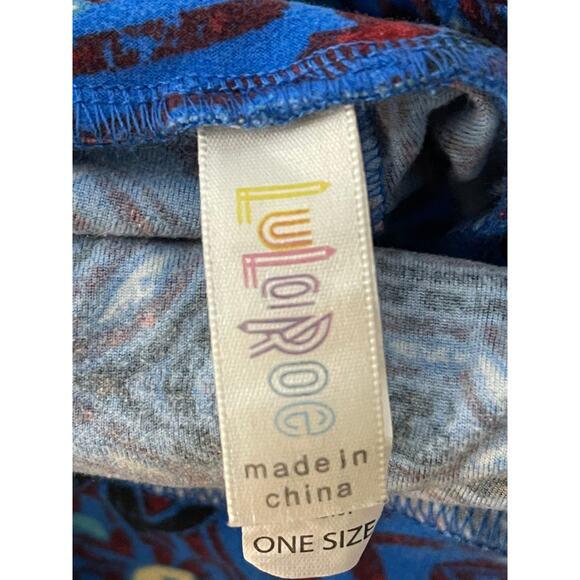 LuLaRoe
made in
china
ONE SIZE